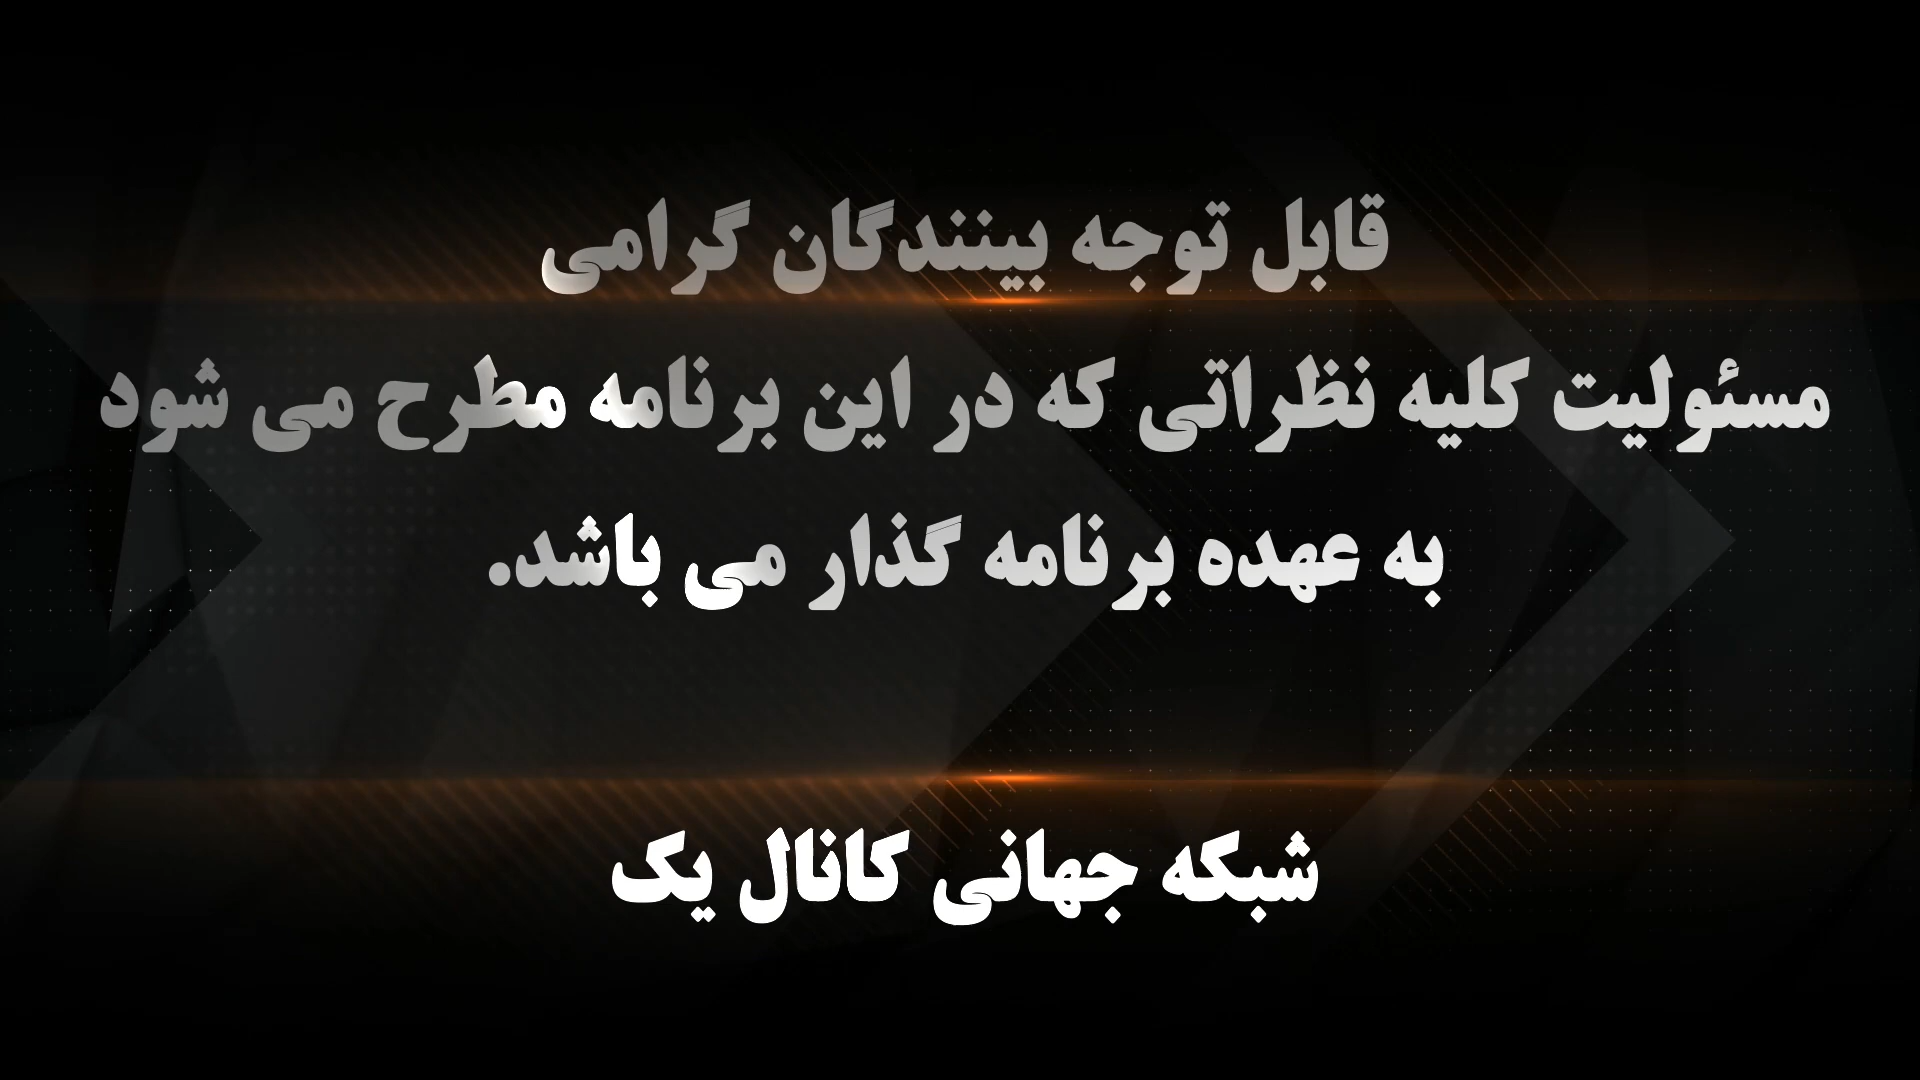 قابل توجه بینندگان گرامی
مسئولیت کلیه نظراتی که در این برنامه مطرح می شود
به عهده برنامه گذار می باشد.
شبکه جهانی کانال یک